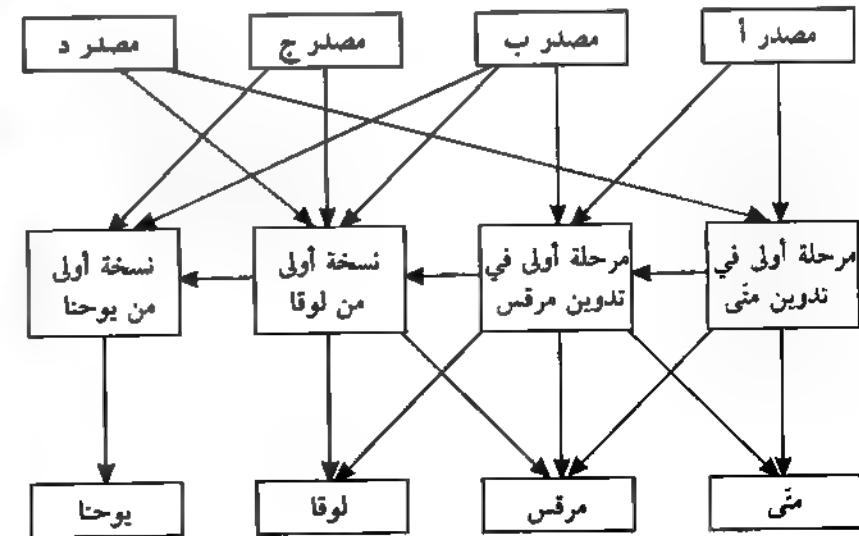 مصدر أ
مصدر ب
مصدر ج
مصدر د
مرحلة أولى في
تدوين متّى
مرحلة أولى في
تدوين مرقس
نسخة أولى
من لوقا
نسخة أولى
من يوحنا
متّى
مرقس
لوقا
يوحنا